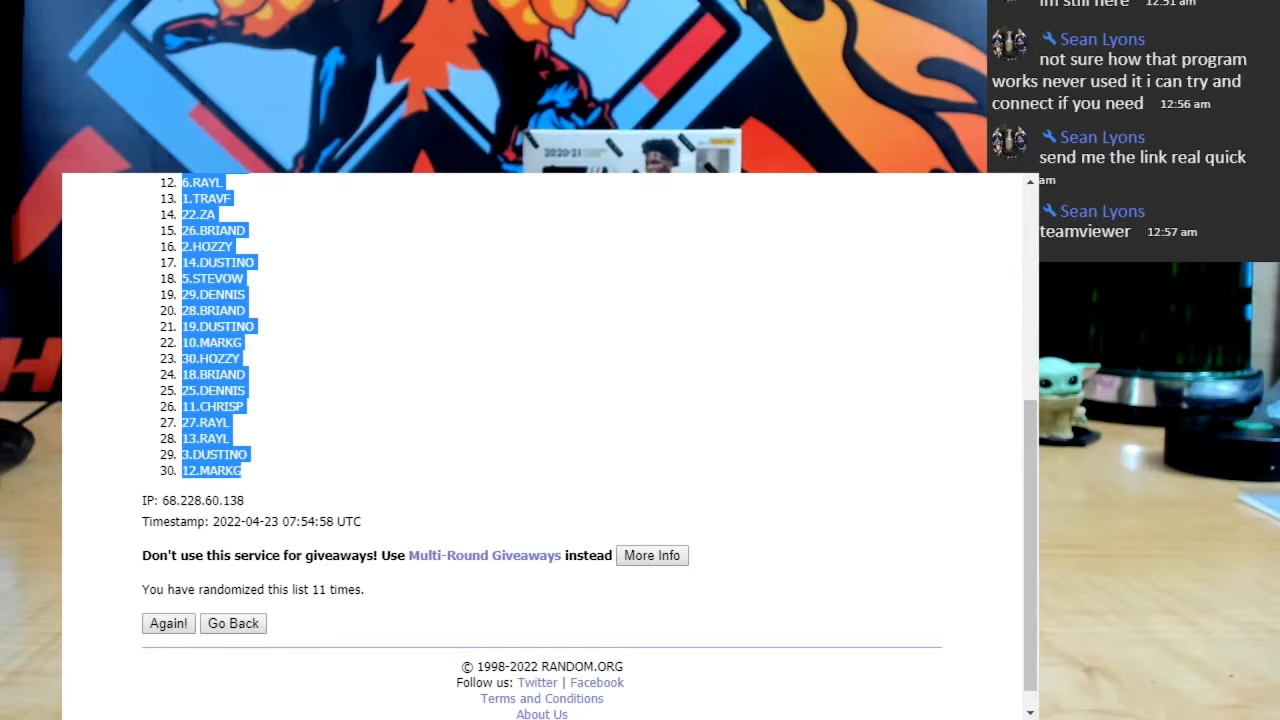 im still here 12:51 am
Sean Lyons
not sure how that program
works never used it i can try and
connect if you need 12:56 am
Sean Lyons
send me the link real quick
am
Sean Lyons
teamviewer 12:57 am
2020-21
12. 6.RAYL
13. 1.TRAVF
14. 22.ZA
15. 26.BRIAND
16. 2.HOZZY
17. 14.DUSTINO
18. 5.STEVOW
19. 29.DENNIS
20. 28.BRIAND
21. 19.DUSTINO
22. 10.MARKG
23. 30.HOZZY
24. 18.BRIAND
25. 25.DENNIS
26. 11.CHRISP
27. 27.RAYL
28. 13.RAYL
29. 3.DUSTINO
30. 12.MARKG
IP: 68.228.60.138
Timestamp: 2022-04-23 07:54:58 UTC
Don't use this service for giveaways! Use Multi-Round Giveaways instead More Info
You have randomized this list 11 times.
Again! Go Back
© 1998-2022 RANDOM.ORG
Follow us: Twitter | Facebook
Terms and Conditions
About Us